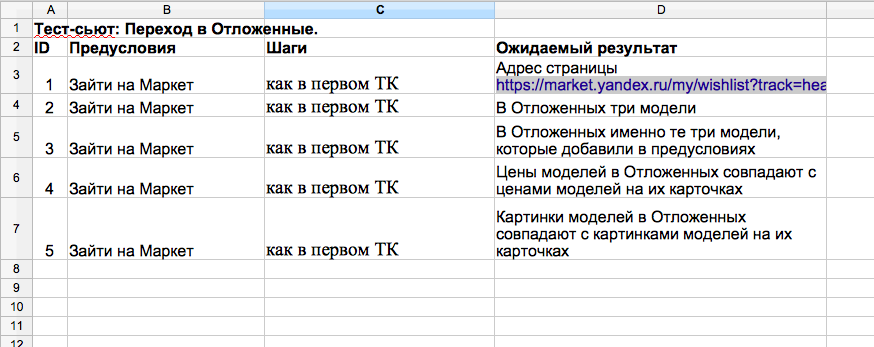 A B C D
1 Тест-сьют: Переход в Отложенные.
2 ID Предусловия Шаги Ожидаемый результат
Адрес страницы
3 1 Зайти на Маркет как в первом ТК https://market.yandex.ru/my/wishlist?track=hea
4 2 Зайти на Маркет как в первом ТК В Отложенных три модели
В Отложенных именно те три модели,
5 3 Зайти на Маркет как в первом ТК которые добавили в предусловиях
Цены моделей в Отложенных совпадают с
6 4 Зайти на Маркет как в первом ТК ценами моделей на их карточках
Картинки моделей в Отложенных
совпадают с картинками моделей на их
7 5 Зайти на Маркет как в первом ТК карточках
8
9
10
11
12